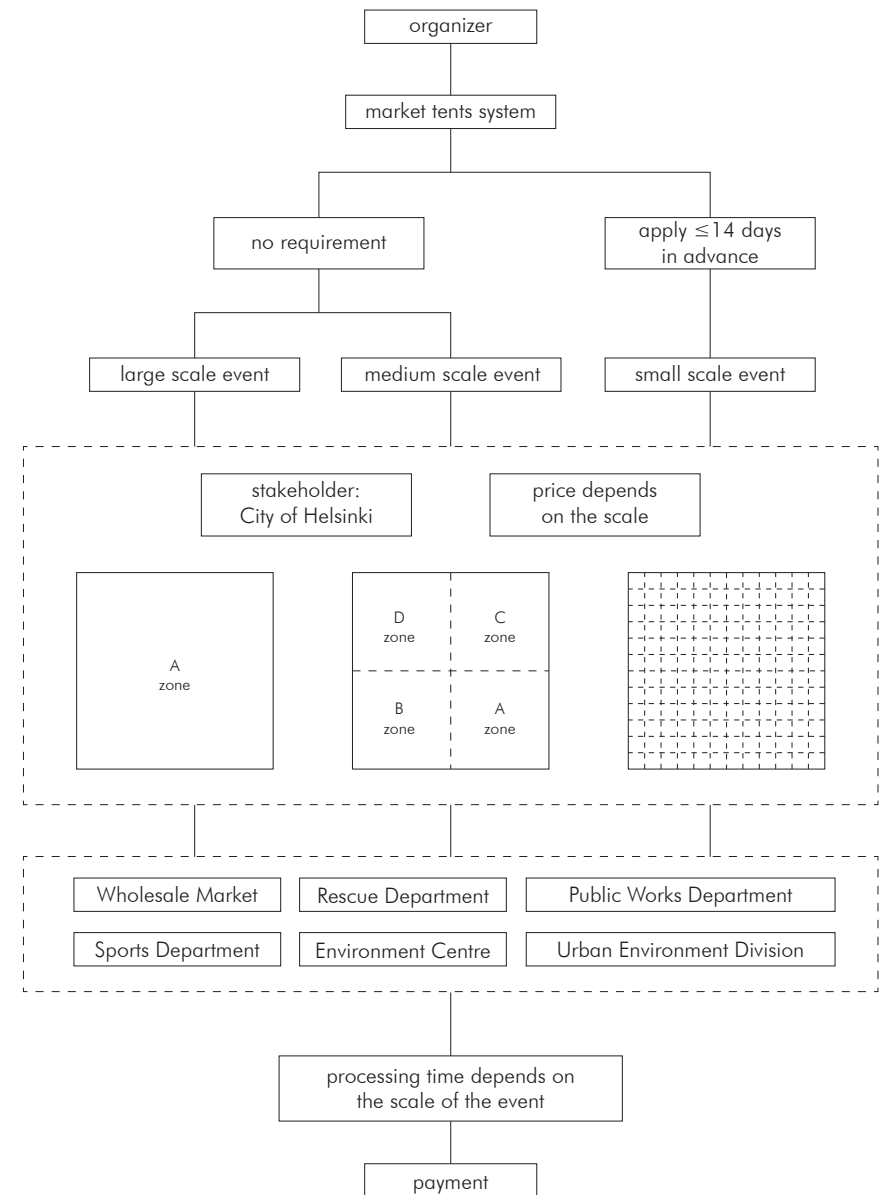 organizer
market tents system
no requirement
apply ≤14 days
in advance
large scale event
medium scale event
small scale event
stakeholder:
City of Helsinki
price depends
on the scale
A
zone
D
zone
C
zone
B
zone
A
zone
Wholesale Market
Rescue Department
Public Works Department
Sports Department
Environment Centre
Urban Environment Division
processing time depends on
the scale of the event
payment